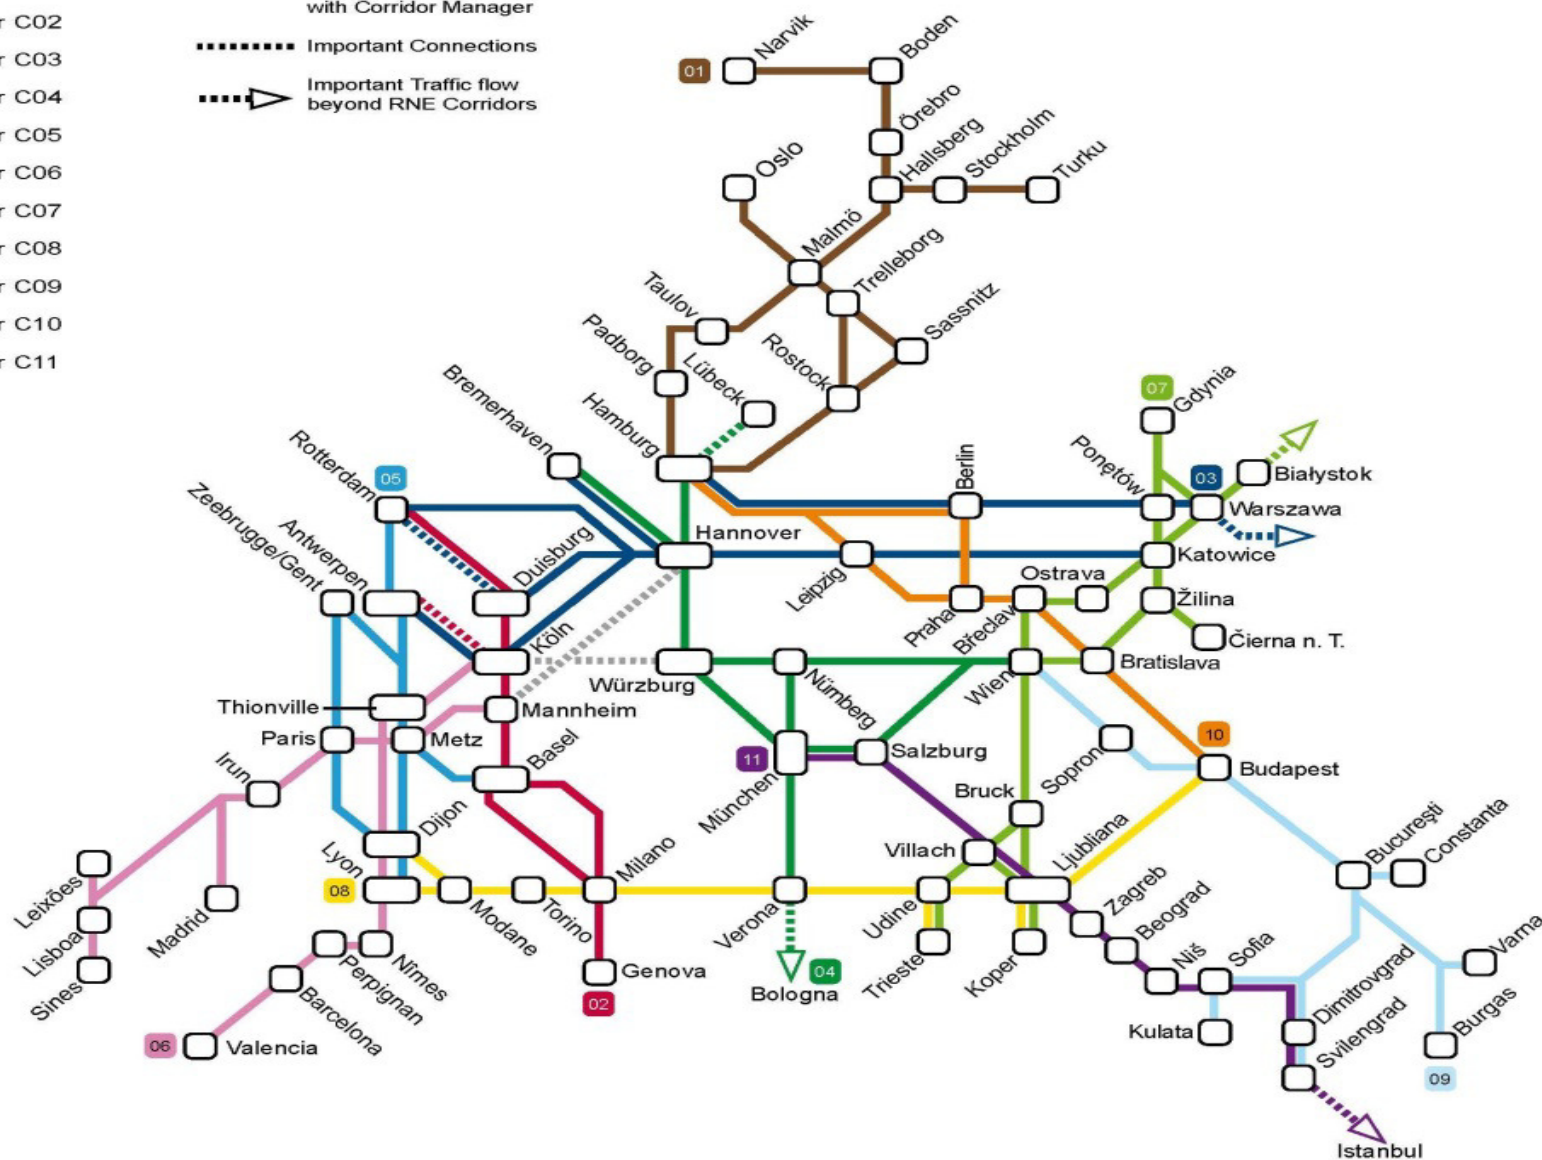 with Corridor Manager
Important Connections
Important Traffic flow
beyond RNE Corridors
r C02
r C03
r C04
r C05
r C06
r C07
r C08
r C09
r C10
r C11
01
Narvik
Boden
Örebro
Hallsberg
Stockholm
Turku
Oslo
Malmö
Trelleborg
Sassnitz
Taulov
Padborg
Lübeck
Rostock
Hamburg
Bremerhaven
Rotterdam
05
Zeebrugge/Gent
Antwerpen
Duisburg
Hannover
Berlin
07
Gdynia
Ponętów
03
Białystok
Warszawa
Katowice
Leipzig
Ostrava
Praha
Břeclav
Žilina
Čierna n. T.
Köln
Würzburg
Nürnberg
Wien
Bratislava
Thionville
Mannheim
Paris
Metz
Basel
Irun
11
München
Salzburg
Sopron
10
Budapest
Bruck
Dijon
Lyon
08
Milano
Villach
Ljubliana
Bucureşti
Constanta
Leixões
Lisboa
Sines
Madrid
Modane
Torino
Verona
Udine
Zagreb
Beograd
Niš
Sofia
Dimitrovgrad
Svilengrad
Varna
Burgas
Nîmes
Perpignan
Barcelona
06
Valencia
Genova
02
04
Bologna
Trieste
Koper
Kulata
09
Istanbul